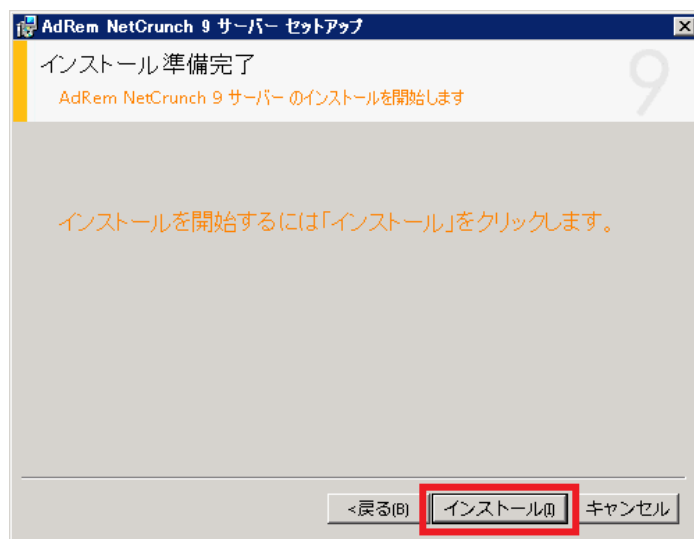 AdRem NetCrunch 9 サーバー セットアップ
インストール準備完了
AdRem NetCrunch 9 サーバー のインストールを開始します
9
インストールを開始するには「インストール」をクリックします。
<戻る(B) インストール(I) キャンセル